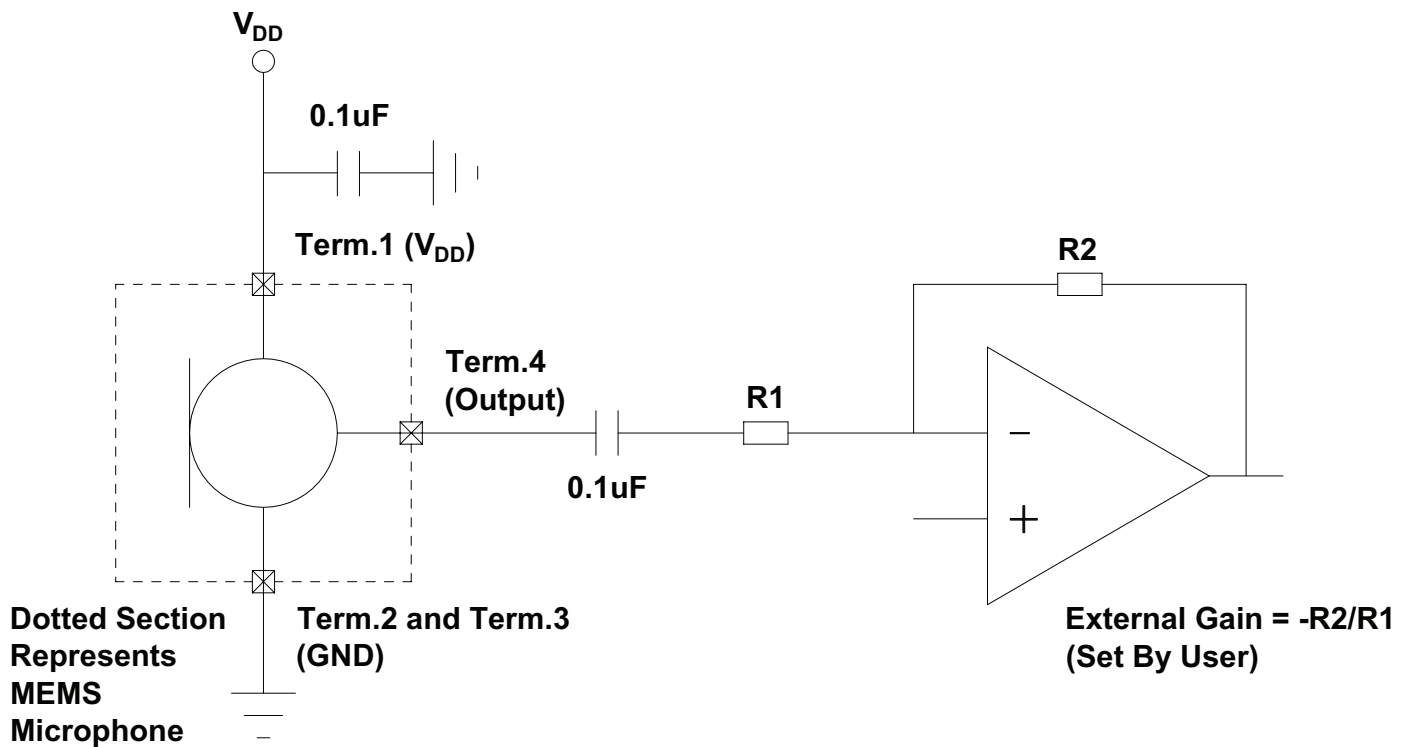 VDD
0.1uF
Term.1 (VDD)
R2
Term.4
(Output)
R1
0.1uF
−
+
Dotted Section
Represents
MEMS
Microphone
Term.2 and Term.3
(GND)
External Gain = -R2/R1
(Set By User)